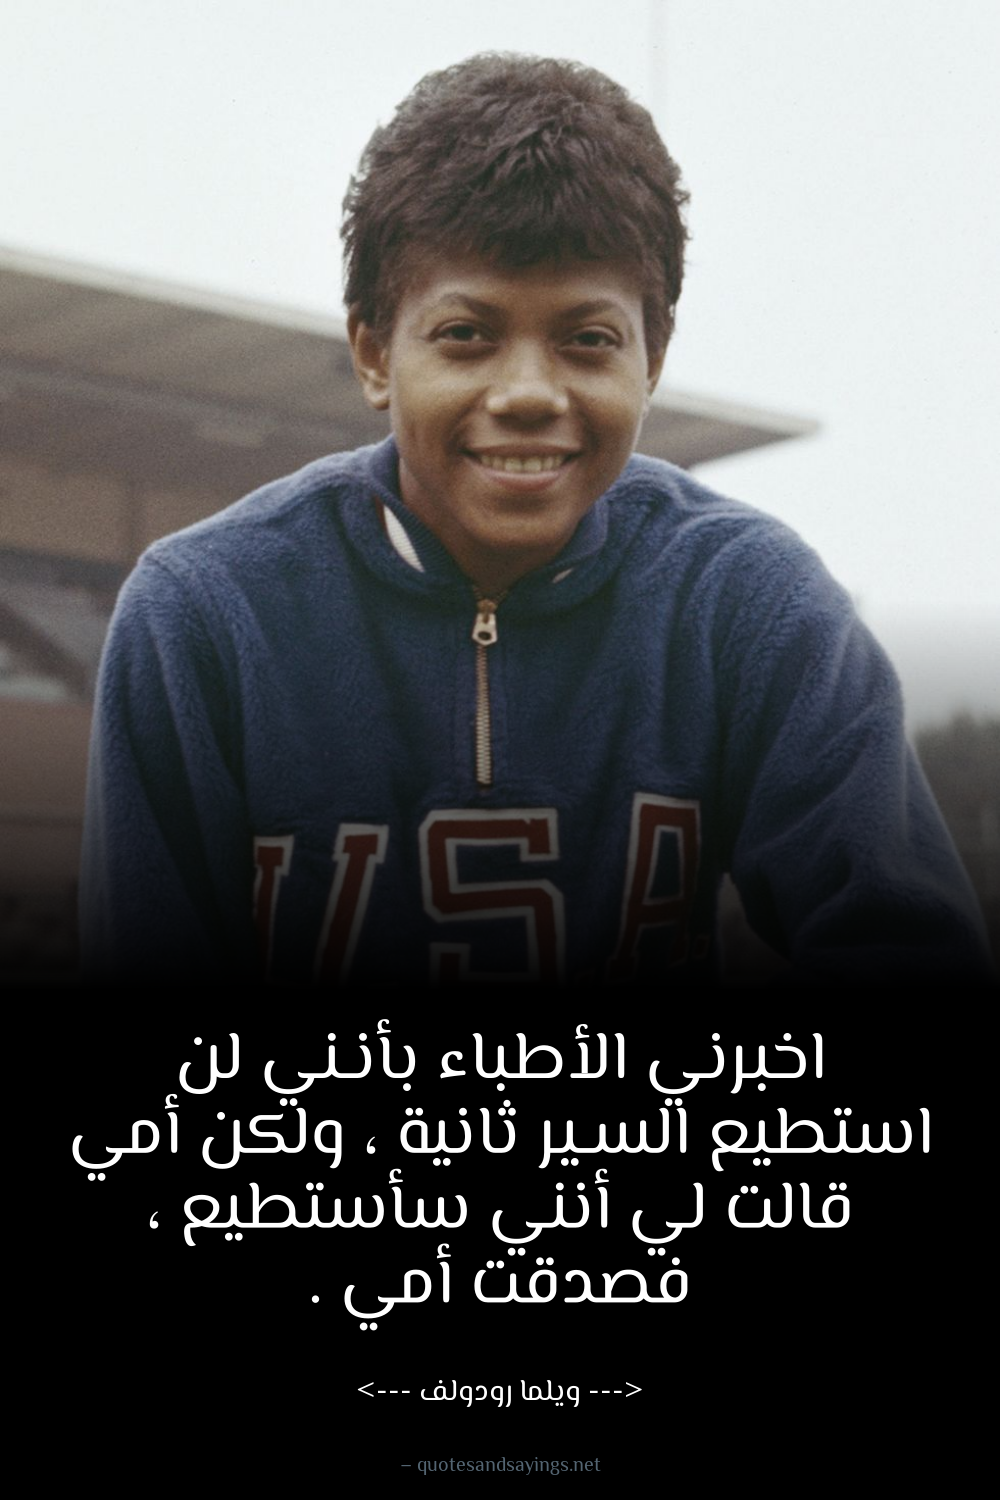 USA
اخبرني الأطباء بأنني لن
استطيع السير ثانية ، ولكن أمي
قالت لي أنني سأستطيع ،
فصدقت أمي .
<--- ويلما رودولف --->
– quotesandsayings.net